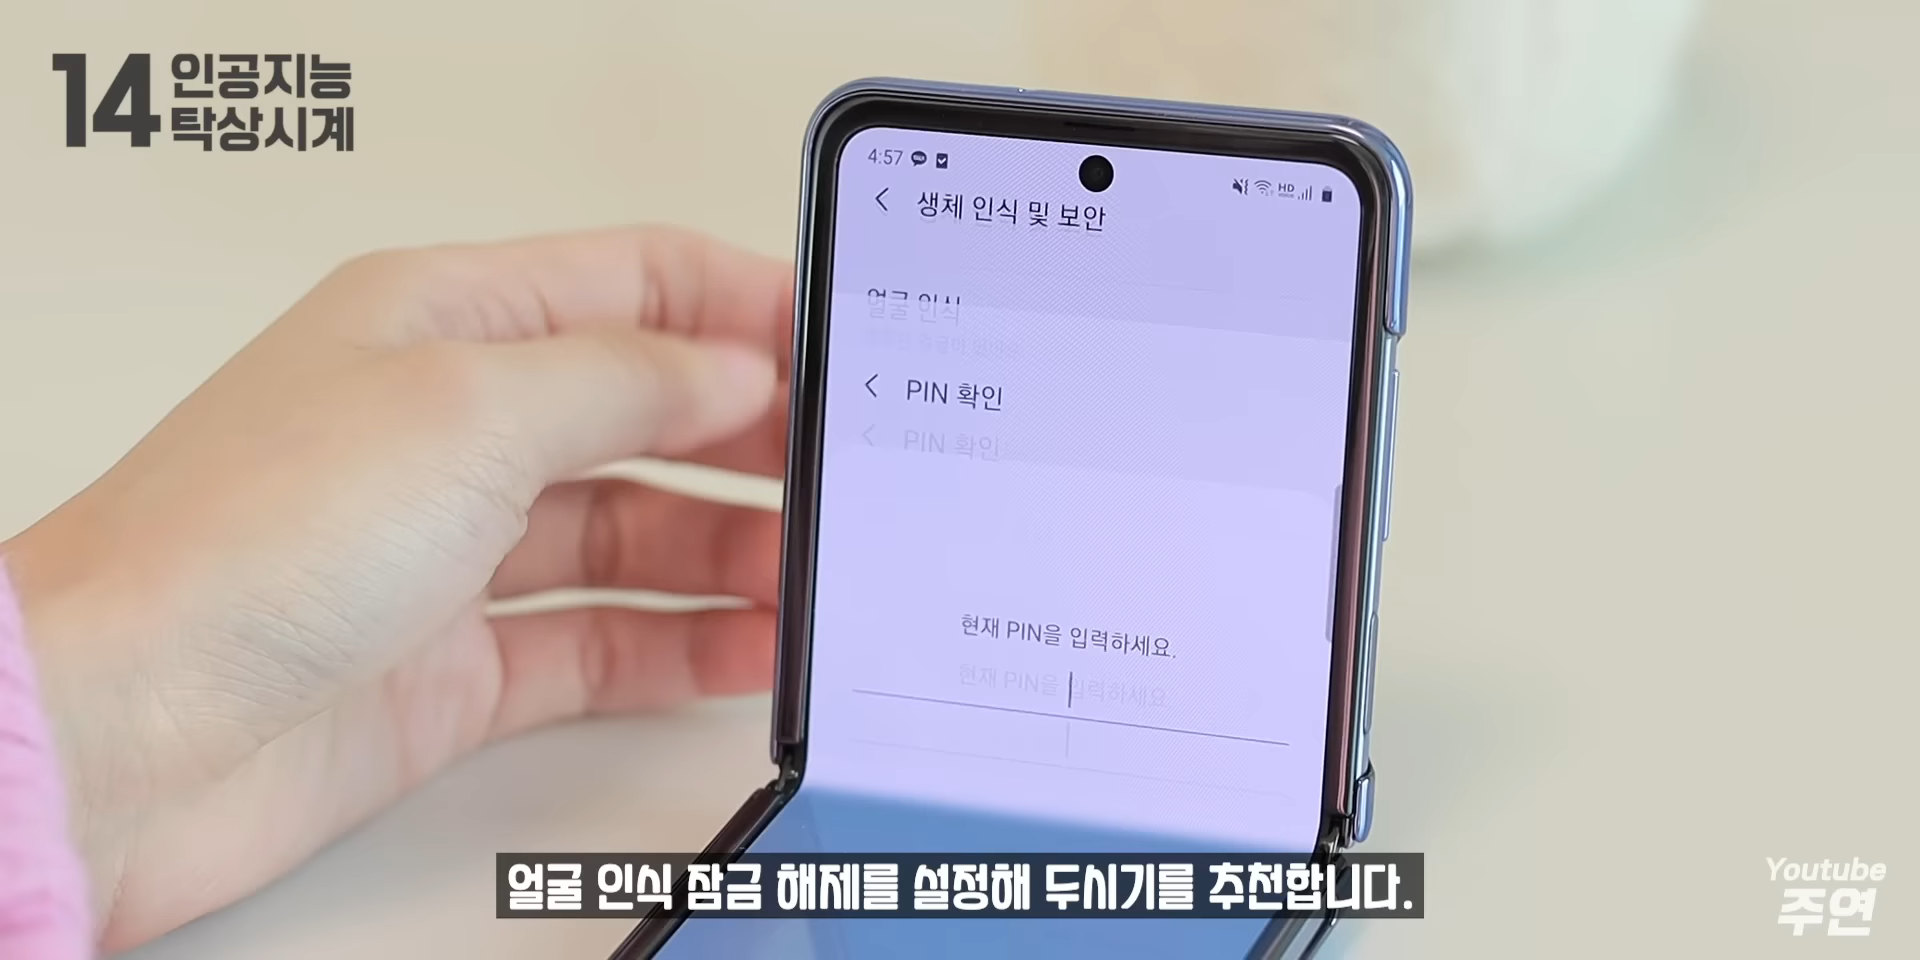 14 인공지능
탁상시계
4:57
HD
생체 인식 및 보안
얼굴 인식
PIN 확인
PIN 확인
현재 PIN을 입력하세요.
현재 PIN을 입력하세요.
얼굴 인식 잠금 해제를 설정해 두시기를 추천합니다.
Youtube
주연